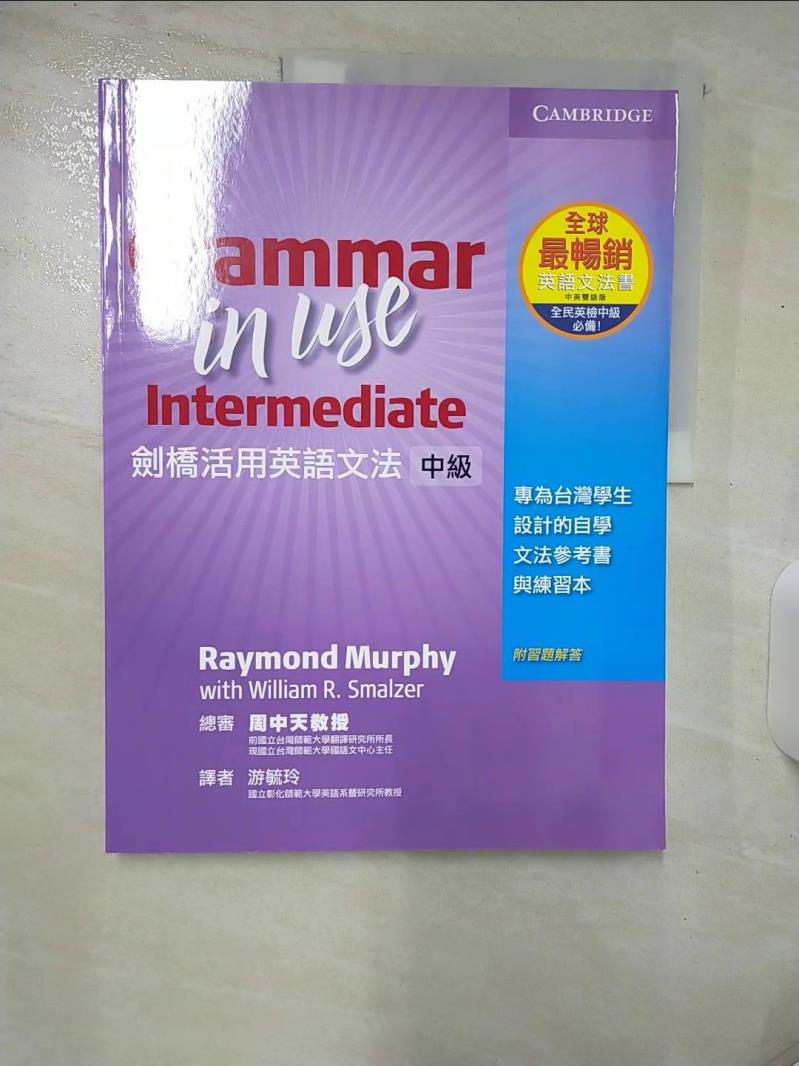 CAMBRIDGE
全球
最暢銷
英語文法書
中英雙語版
全民英檢中級
必備!
Grammar
in use
Intermediate
劍橋活用英語文法 中級
專為台灣學生
設計的自學
文法參考書
與練習本
附習題解答
Raymond Murphy
with William R. Smalzer
總審 周中天教授
前國立台灣師範大學翻譯研究所所長
現國立台灣師範大學國語文中心主任
譯者 游毓玲
國立彰化師範大學英語系暨研究所教授